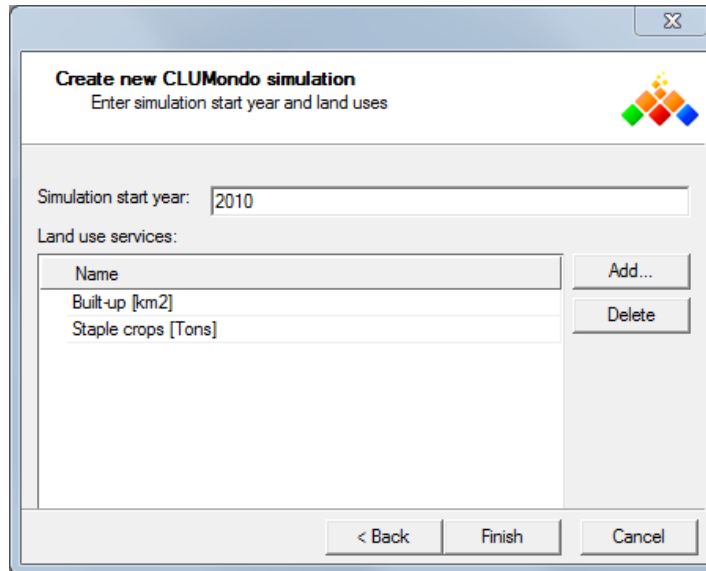 Create new CLUMondo simulation
Enter simulation start year and land uses
Simulation start year: 2010
Land use services:
Name
Built-up [km2]
Staple crops [Tons]
Add...
Delete
< Back
Finish
Cancel